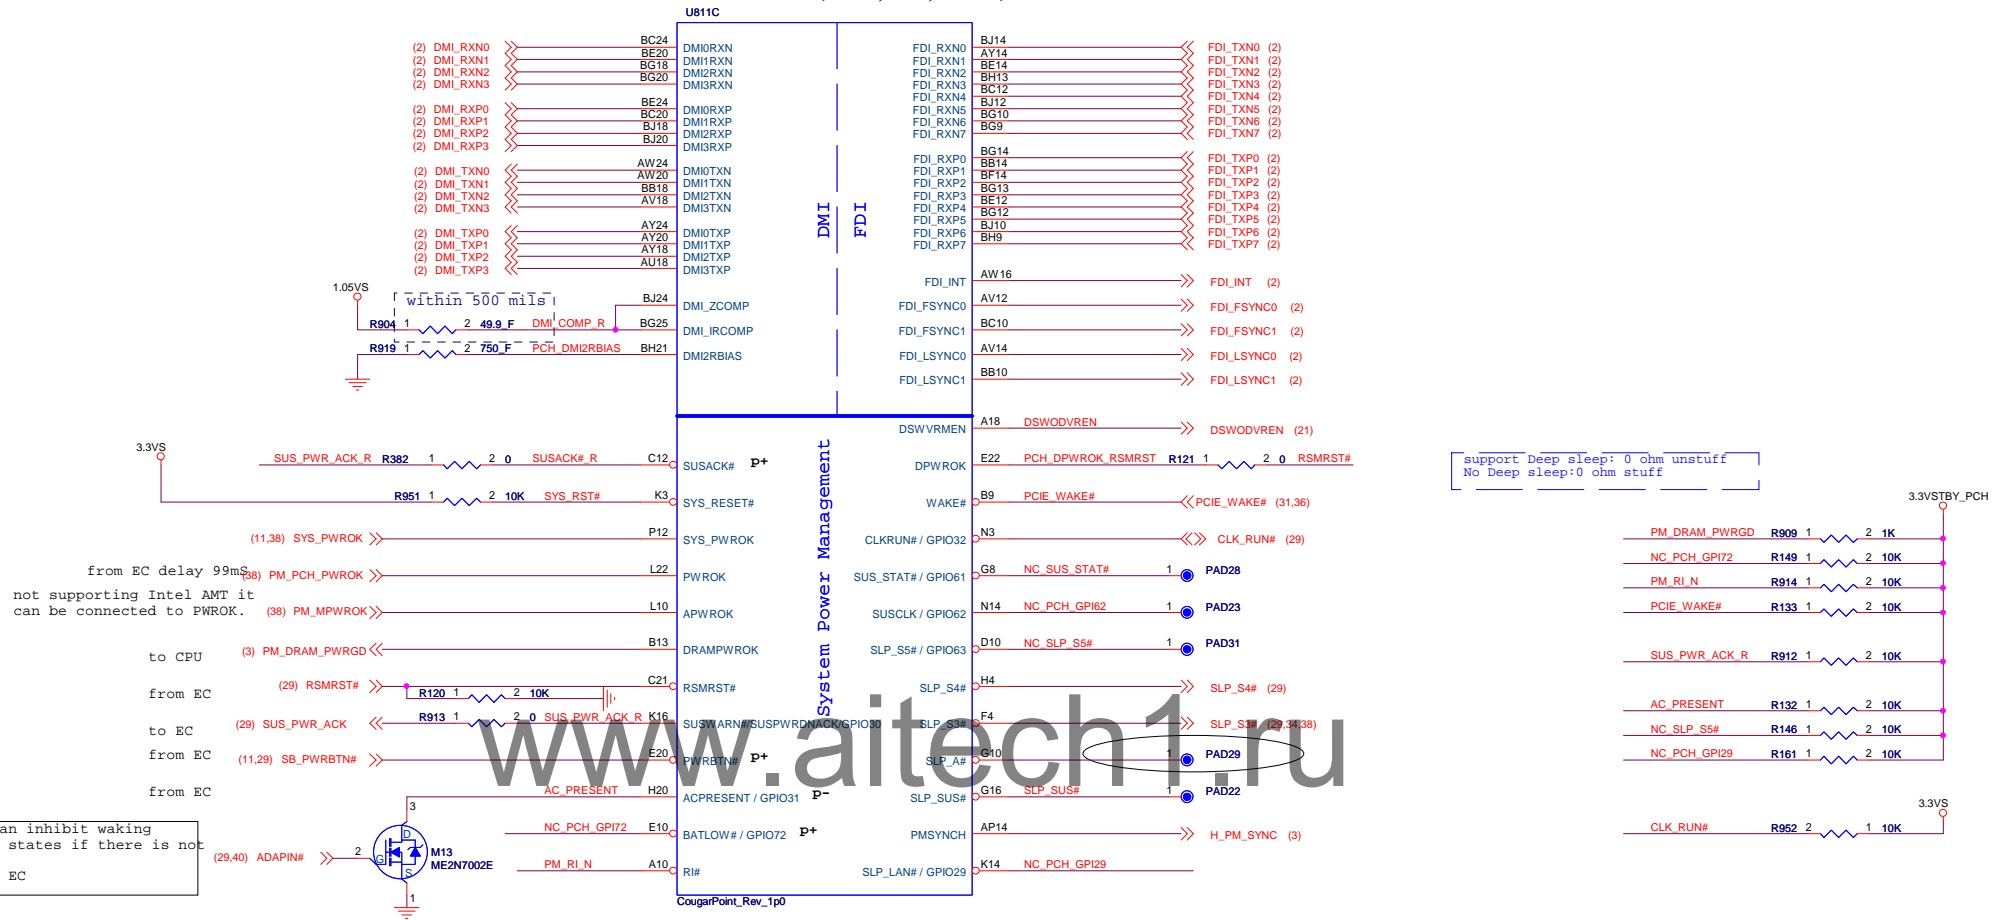 U811C
(2) DMI_RXN0 BC24 DMI0RXN FDI_RXN0 BJ14 FDI_TXN0 (2)
(2) DMI_RXN1 BE20 DMI1RXN FDI_RXN1 AY14 FDI_TXN1 (2)
(2) DMI_RXN2 BG18 DMI2RXN FDI_RXN2 BE14 FDI_TXN2 (2)
(2) DMI_RXN3 BG20 DMI3RXN FDI_RXN3 BH13 FDI_TXN3 (2)
FDI_RXN4 BC12 FDI_TXN4 (2)
(2) DMI_RXP0 BE24 DMI0RXP FDI_RXN5 BJ12 FDI_TXN5 (2)
(2) DMI_RXP1 BC20 DMI1RXP FDI_RXN6 BG10 FDI_TXN6 (2)
(2) DMI_RXP2 BJ18 DMI2RXP FDI_RXN7 BG9 FDI_TXN7 (2)
(2) DMI_RXP3 BJ20 DMI3RXP
FDI_RXP0 BG14 FDI_TXP0 (2)
(2) DMI_TXN0 AW24 DMI0TXN FDI_RXP1 BB14 FDI_TXP1 (2)
(2) DMI_TXN1 AW20 DMI1TXN FDI_RXP2 BF14 FDI_TXP2 (2)
(2) DMI_TXN2 BB18 DMI2TXN FDI_RXP3 BG13 FDI_TXP3 (2)
(2) DMI_TXN3 AV18 DMI3TXN FDI_RXP4 BE12 FDI_TXP4 (2)
DMI FDI
FDI_RXP5 BG12 FDI_TXP5 (2)
(2) DMI_TXP0 AY24 DMI0TXP FDI_RXP6 BJ10 FDI_TXP6 (2)
(2) DMI_TXP1 AY20 DMI1TXP FDI_RXP7 BH9 FDI_TXP7 (2)
(2) DMI_TXP2 AY18 DMI2TXP
(2) DMI_TXP3 AU18 DMI3TXP
FDI_INT AW16 FDI_INT (2)
1.05VS
within 500 mils BJ24 DMI_ZCOMP FDI_FSYNC0 AV12 FDI_FSYNC0 (2)
R904 1 2 49.9_F DMI_COMP_R BG25 DMI_IRCOMP FDI_FSYNC1 BC10 FDI_FSYNC1 (2)
R919 1 2 750_F PCH_DMI2RBIAS BH21 DMI2RBIAS FDI_LSYNC0 AV14 FDI_LSYNC0 (2)
FDI_LSYNC1 BB10 FDI_LSYNC1 (2)
System Power Management
DSWVRMEN A18 DSWODVREN DSWODVREN (21)
3.3VS
SUS_PWR_ACK_R R382 1 2 0 SUSACK#_R C12 SUSACK# p+ DPWROK E22 PCH_DPWROK_RSMRST R121 1 2 0 RSMRST#
support Deep sleep: 0 ohm unstuff
No Deep sleep:0 ohm stuff
R951 1 2 10K SYS_RST# K3 SYS_RESET# WAKE# B9 PCIE_WAKE# PCIE_WAKE# (31,36)
3.3VSTBY_PCH
(11,38) SYS_PWROK P12 SYS_PWROK CLKRUN# / GPIO32 N3 CLK_RUN# (29)
PM_DRAM_PWRGD R909 1 2 1K
NC_PCH_GPI72 R149 1 2 10K
from EC delay 99mS
(38) PM_PCH_PWROK L22 PWROK SUS_STAT# / GPIO61 G8 NC_SUS_STAT# 1 PAD28
PM_RI_N R914 1 2 10K
not supporting Intel AMT it
can be connected to PWROK.
(38) PM_MPWROK L10 APWROK SUSCLK / GPIO62 N14 NC_PCH_GPI62 1 PAD23
PCIE_WAKE# R133 1 2 10K
to CPU (3) PM_DRAM_PWRGD B13 DRAMPWROK SLP_S5# / GPIO63 D10 NC_SLP_S5# 1 PAD31
SUS_PWR_ACK_R R912 1 2 10K
from EC (29) RSMRST# C21 RSMRST# SLP_S4# H4 SLP_S4# (29)
R120 1 2 10K
AC_PRESENT R132 1 2 10K
to EC (29) SUS_PWR_ACK R913 1 2 0 SUS_PWR_ACK_R K16 SUSWARN#/SUSPWRDNACK/GPIO30 SLP_S3# F4 SLP_S3# (29,34,38)
NC_SLP_S5# R146 1 2 10K
from EC (11,29) SB_PWRBTN# E20 PWRBTN# p+ SLP_A# G10 1 PAD29
NC_PCH_GPI29 R161 1 2 10K
www.aitech1.ru
from EC AC_PRESENT H20 ACPRESENT / GPIO31 p- SLP_SUS# G16 SLP_SUS# 1 PAD22
3.3VS
NC_PCH_GPI72 E10 BATLOW# / GPIO72 p+ PMSYNCH AP14 H_PM_SYNC (3)
CLK_RUN# R952 2 1 10K
an inhibit waking
states if there is not
EC
(29,40) ADAPIN# 2 3 D G S 1 M13
ME2N7002E
PM_RI_N A10 RI# SLP_LAN# / GPIO29 K14 NC_PCH_GPI29
CougarPoint_Rev_1p0